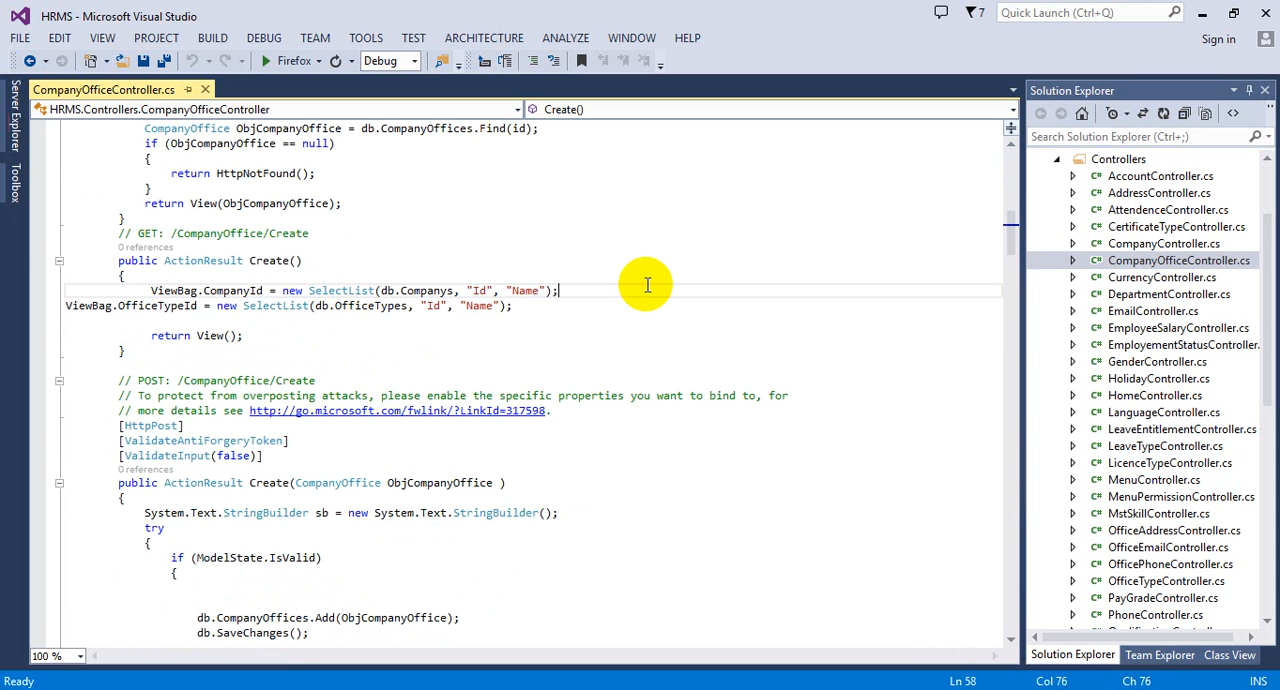 HRMS - Microsoft Visual Studio
7
Quick Launch (Ctrl+Q)
FILE EDIT VIEW PROJECT BUILD DEBUG TEAM TOOLS TEST ARCHITECTURE ANALYZE WINDOW HELP
Sign in
Firefox Debug
Server Explorer
Toolbox
CompanyOfficeController.cs
HRMS.Controllers.CompanyOfficeController Create()
CompanyOffice ObjCompanyOffice = db.CompanyOffices.Find(id);
if (ObjCompanyOffice == null)
{
return HttpNotFound();
}
return View(ObjCompanyOffice);
}
// GET: /CompanyOffice/Create
0 references
public ActionResult Create()
{
ViewBag.CompanyId = new SelectList(db.Companys, "Id", "Name");
ViewBag.OfficeTypeId = new SelectList(db.OfficeTypes, "Id", "Name");
return View();
}
// POST: /CompanyOffice/Create
// To protect from overposting attacks, please enable the specific properties you want to bind to, for
// more details see http://go.microsoft.com/fwlink/?LinkId=317598.
[HttpPost]
[ValidateAntiForgeryToken]
[ValidateInput(false)]
0 references
public ActionResult Create(CompanyOffice ObjCompanyOffice )
{
System.Text.StringBuilder sb = new System.Text.StringBuilder();
try
{
if (ModelState.IsValid)
{
db.CompanyOffices.Add(ObjCompanyOffice);
db.SaveChanges();
100 %
Solution Explorer
Search Solution Explorer (Ctrl+;)
Controllers
C# AccountController.cs
C# AddressController.cs
C# AttendenceController.cs
C# CertificateTypeController.cs
C# CompanyController.cs
C# CompanyOfficeController.cs
C# CurrencyController.cs
C# DepartmentController.cs
C# EmailController.cs
C# EmployeeSalaryController.cs
C# EmployementStatusController.
C# GenderController.cs
C# HolidayController.cs
C# HomeController.cs
C# LanguageController.cs
C# LeaveEntitlementController.cs
C# LeaveTypeController.cs
C# LicenceTypeController.cs
C# MenuController.cs
C# MenuPermissionController.cs
C# MstSkillController.cs
C# OfficeAddressController.cs
C# OfficeEmailController.cs
C# OfficePhoneController.cs
C# OfficeTypeController.cs
C# PayGradeController.cs
C# PhoneController.cs
Solution Explorer Team Explorer Class View
Ready Ln 58 Col 76 Ch 76 INS